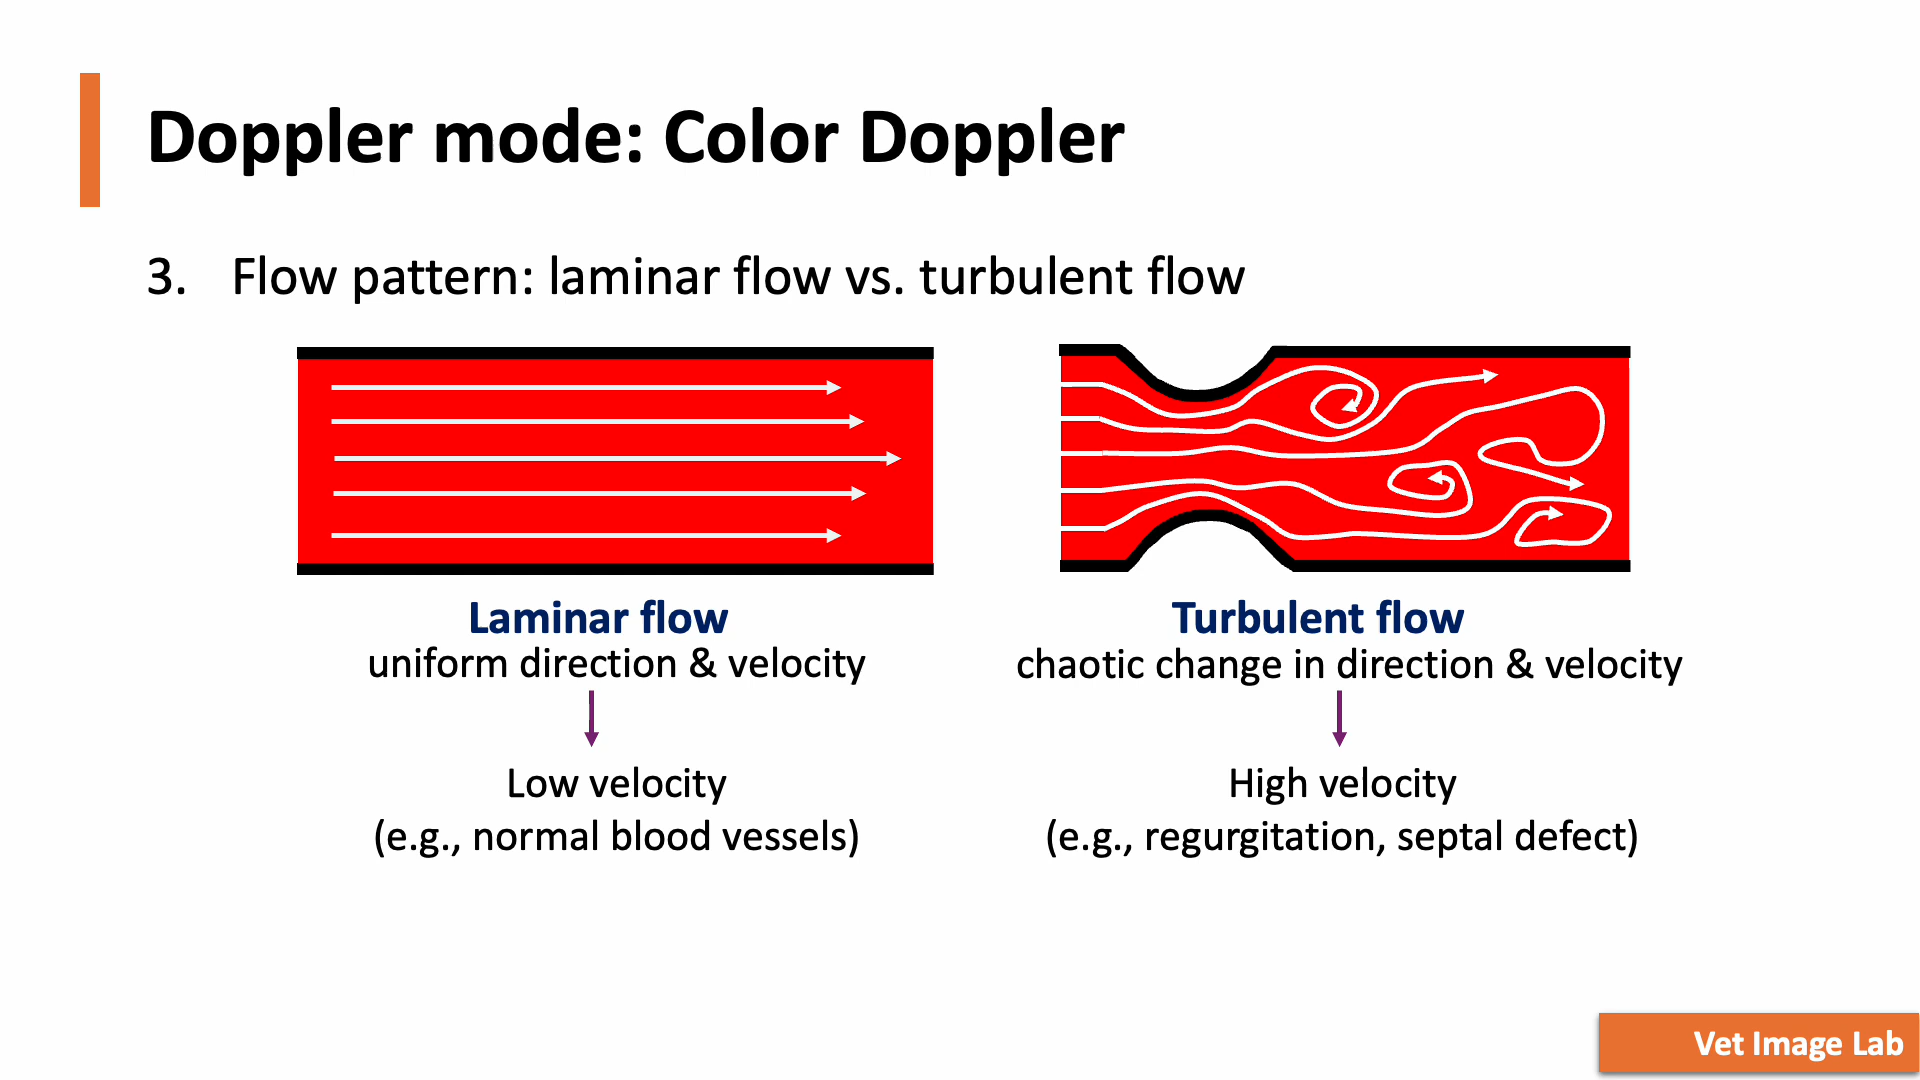 Doppler mode: Color Doppler
3. Flow pattern: laminar flow vs. turbulent flow
Laminar flow
uniform direction & velocity
Low velocity
(e.g., normal blood vessels)
Turbulent flow
chaotic change in direction & velocity
High velocity
(e.g., regurgitation, septal defect)
Vet Image Lab